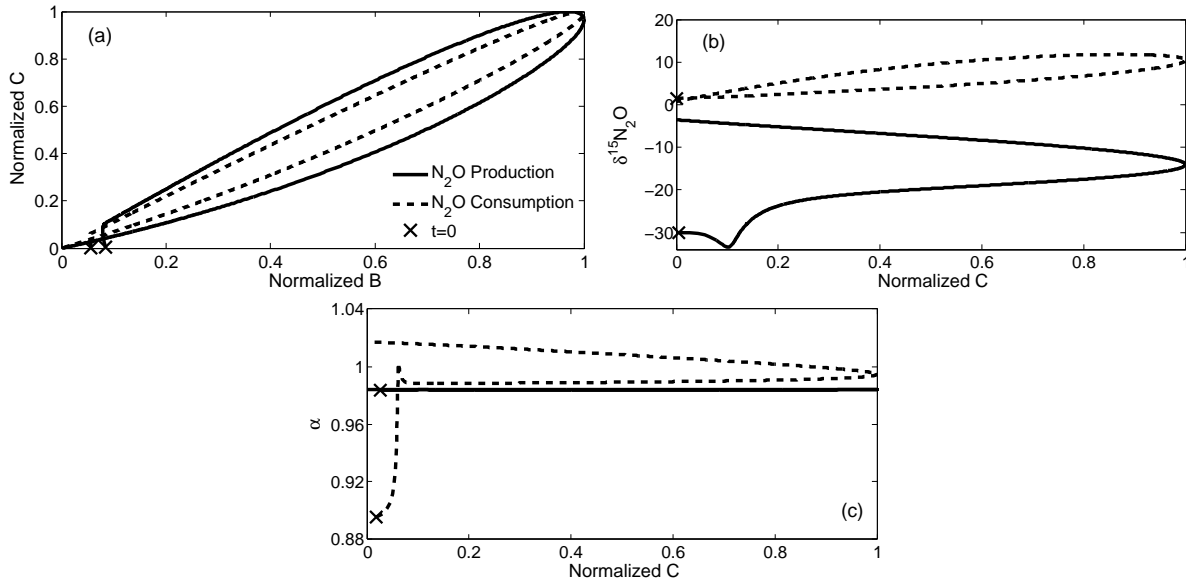 (a)
1
0.8
0.6
0.4
0.2
0
Normalized C
0 0.2 0.4 0.6 0.8 1
Normalized B
N2O Production
N2O Consumption
t=0
(b)
20
10
0
−10
−20
−30
δ15N2O
0 0.2 0.4 0.6 0.8 1
Normalized C
1.04
1
0.96
0.92
0.88
α
(c)
0 0.2 0.4 0.6 0.8 1
Normalized C